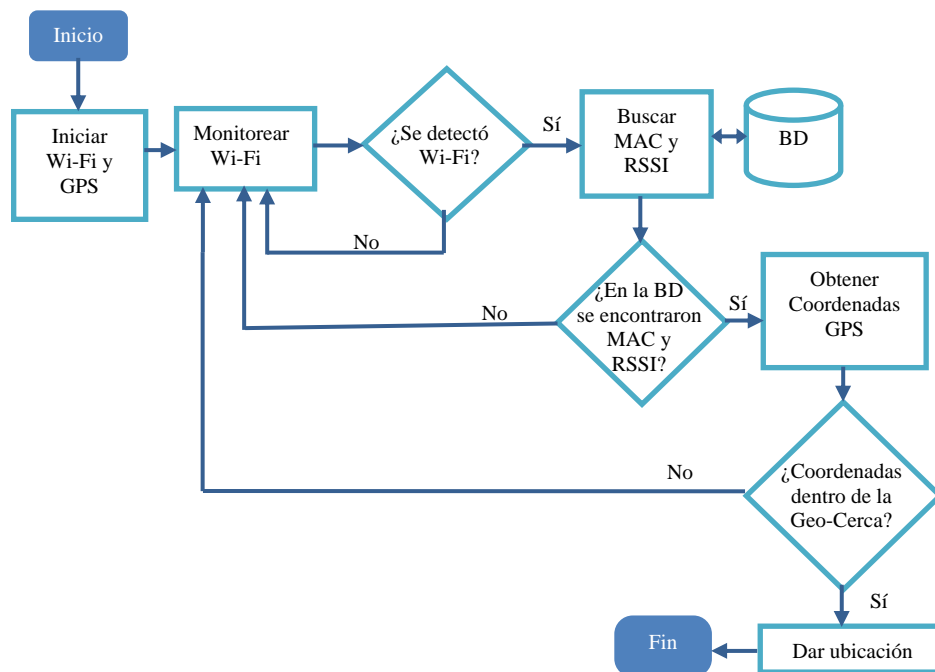 Inicio
Iniciar
Wi-Fi y
GPS
Monitorear
Wi-Fi
¿Se detectó
Wi-Fi?
Sí
No
Buscar
MAC y
RSSI
BD
¿En la BD
se encontraron
MAC y
RSSI?
No
Sí
Obtener
Coordenadas
GPS
¿Coordenadas
dentro de la
Geo-Cerca?
No
Sí
Dar ubicación
Fin